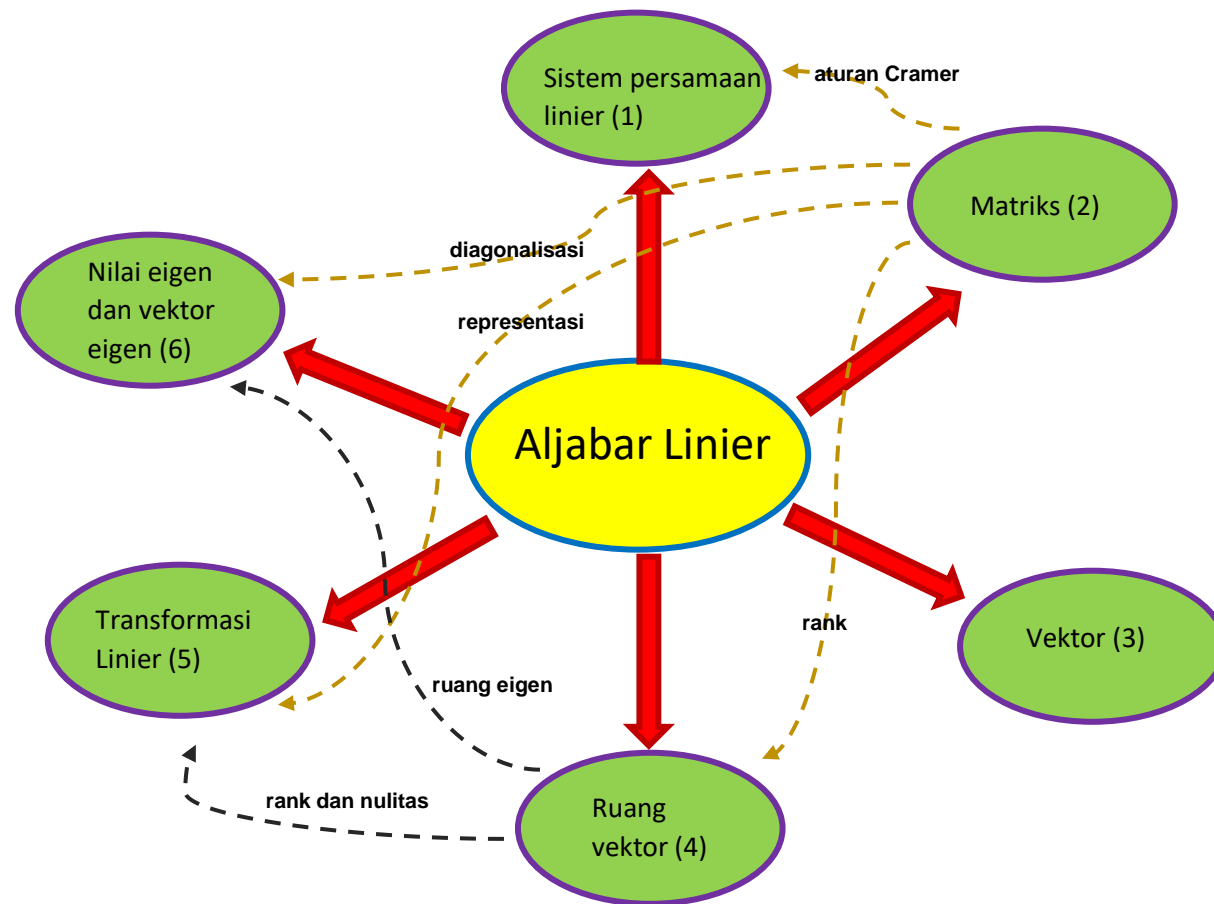 Sistem persamaan
linier (1)
aturan Cramer
Matriks (2)
diagonalisasi
Nilai eigen
dan vektor
eigen (6)
representasi
Aljabar Linier
Transformasi
Linier (5)
rank
Vektor (3)
ruang eigen
rank dan nulitas
Ruang
vektor (4)